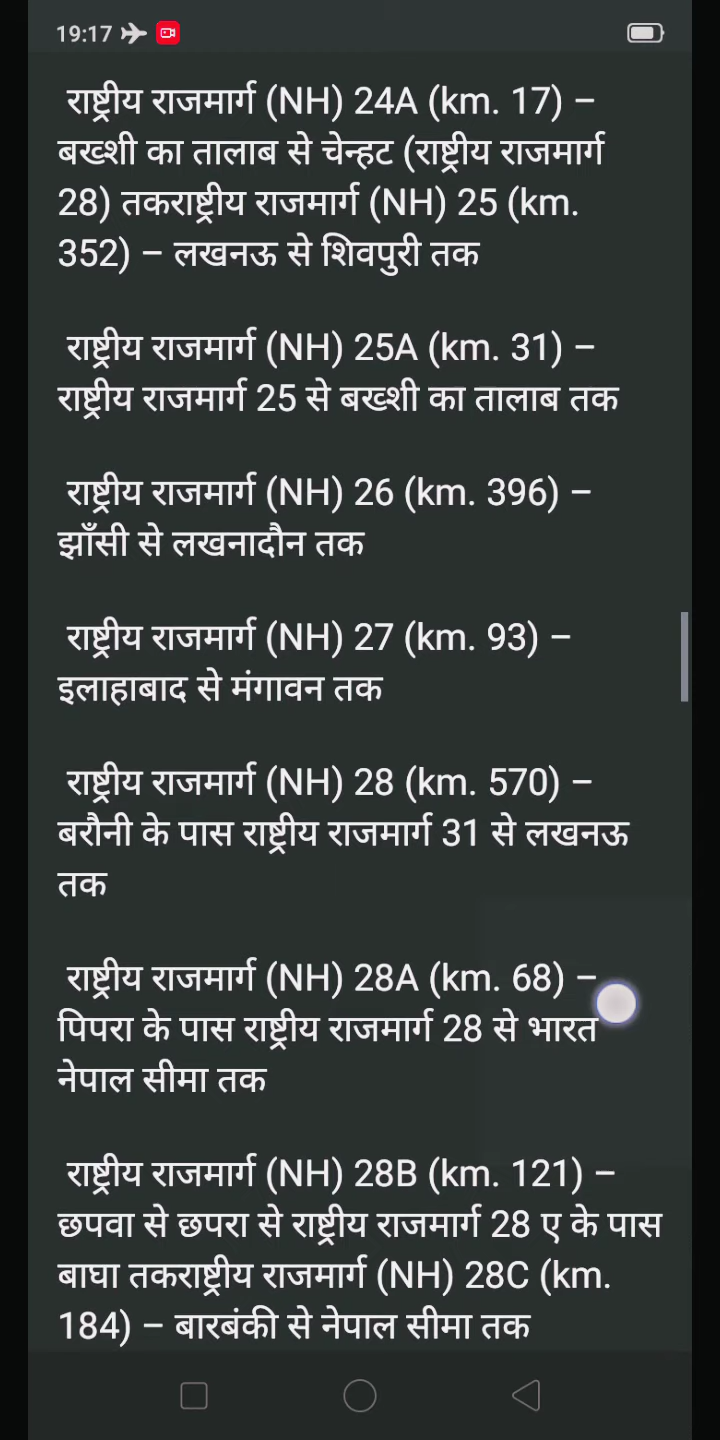 19:17
राष्ट्रीय राजमार्ग (NH) 24A (km. 17) –
बख्शी का तालाब से चेन्हट (राष्ट्रीय राजमार्ग
28) तकराष्ट्रीय राजमार्ग (NH) 25 (km.
352) – लखनऊ से शिवपुरी तक
राष्ट्रीय राजमार्ग (NH) 25A (km. 31) –
राष्ट्रीय राजमार्ग 25 से बख्शी का तालाब तक
राष्ट्रीय राजमार्ग (NH) 26 (km. 396) –
झाँसी से लखनादौन तक
राष्ट्रीय राजमार्ग (NH) 27 (km. 93) –
इलाहाबाद से मंगावन तक
राष्ट्रीय राजमार्ग (NH) 28 (km. 570) –
बरौनी के पास राष्ट्रीय राजमार्ग 31 से लखनऊ
तक
राष्ट्रीय राजमार्ग (NH) 28A (km. 68) –
पिपरा के पास राष्ट्रीय राजमार्ग 28 से भारत
नेपाल सीमा तक
राष्ट्रीय राजमार्ग (NH) 28B (km. 121) –
छपवा से छपरा से राष्ट्रीय राजमार्ग 28 ए के पास
बाघा तकराष्ट्रीय राजमार्ग (NH) 28C (km.
184) – बारबंकी से नेपाल सीमा तक